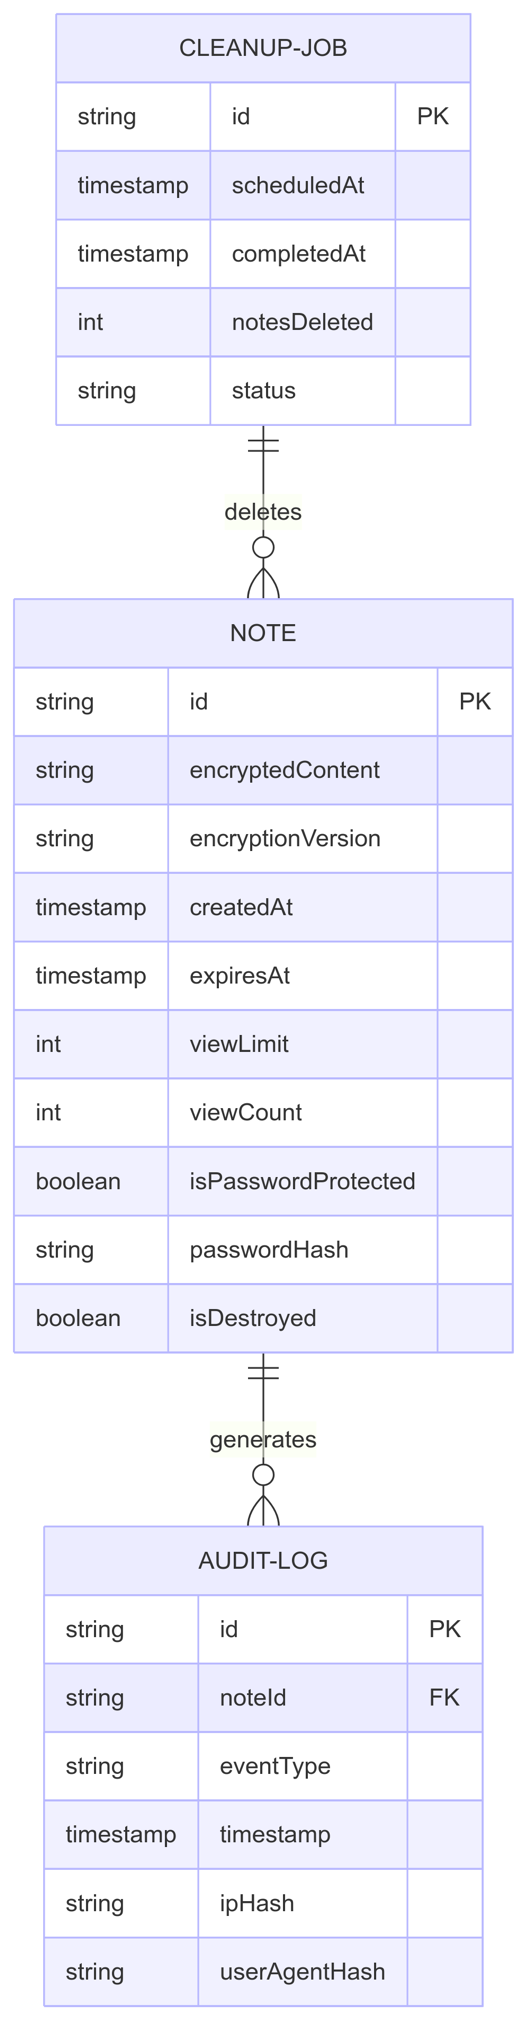 CLEANUP-JOB
string id PK
timestamp scheduledAt
timestamp completedAt
int notesDeleted
string status
deletes
NOTE
string id PK
string encryptedContent
string encryptionVersion
timestamp createdAt
timestamp expiresAt
int viewLimit
int viewCount
boolean isPasswordProtected
string passwordHash
boolean isDestroyed
generates
AUDIT-LOG
string id PK
string noteId FK
string eventType
timestamp timestamp
string ipHash
string userAgentHash